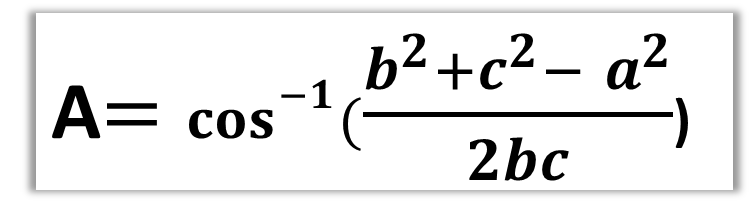 A= cos⁻¹((b²+c²− a²)/2bc)